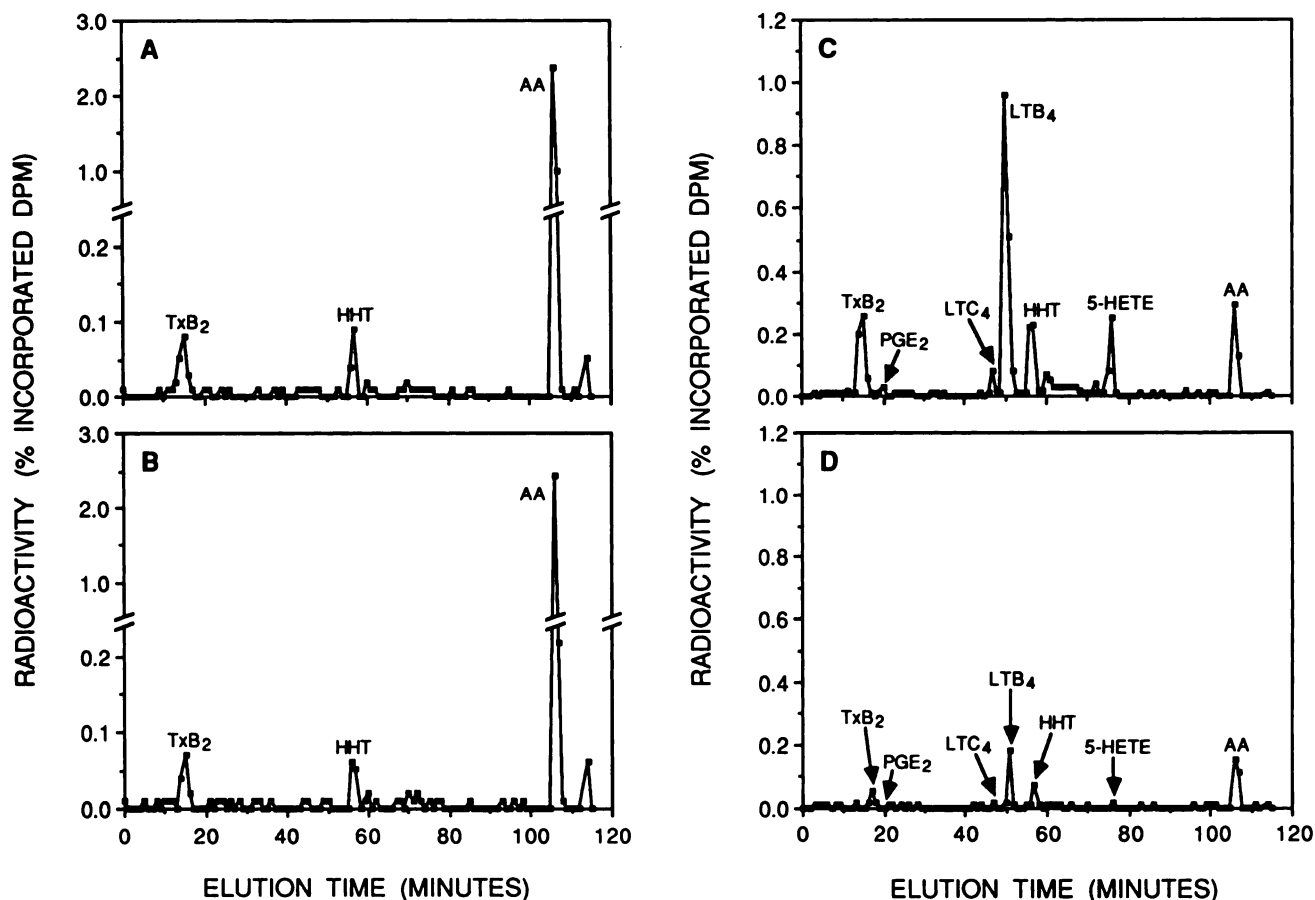 RADIOACTIVITY (% INCORPORATED DPM)
A
3.0
2.0
1.0
0.2
0.1
0.0
TxB2
HHT
AA
B
3.0
2.0
1.0
0.2
0.1
0.0
TxB2
HHT
AA
0 20 40 60 80 100 120
ELUTION TIME (MINUTES)
RADIOACTIVITY (% INCORPORATED DPM)
C
1.2
1.0
0.8
0.6
0.4
0.2
0.0
TxB2
PGE2
LTC4
LTB4
HHT
5-HETE
AA
D
1.2
1.0
0.8
0.6
0.4
0.2
0.0
TxB2
PGE2
LTC4
LTB4
HHT
5-HETE
AA
0 20 40 60 80 100 120
ELUTION TIME (MINUTES)